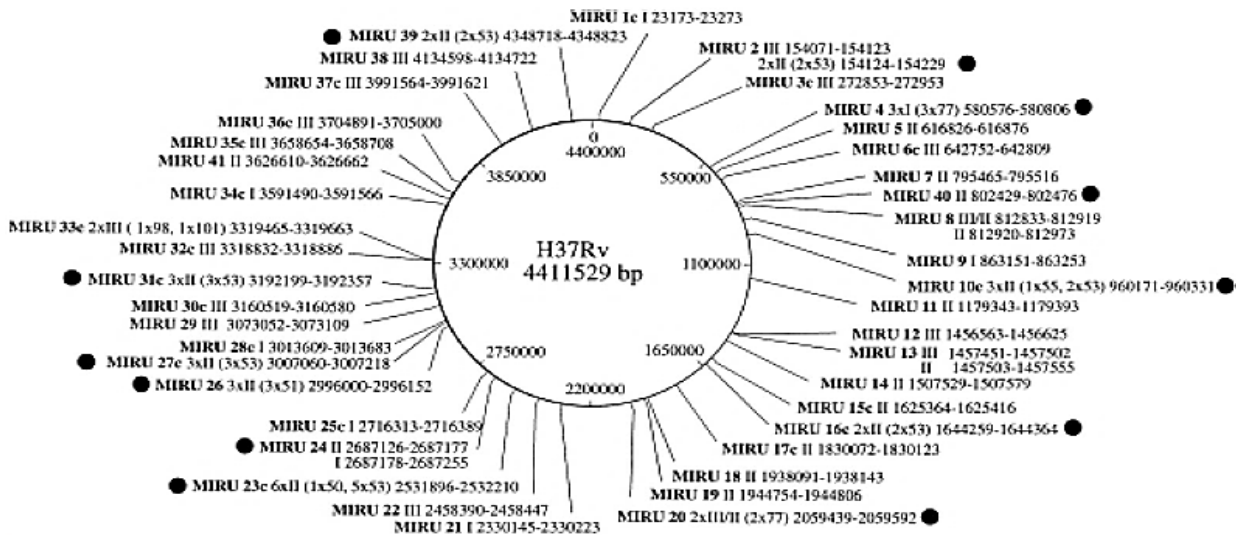 MIRU 1c I 23173-23273
MIRU 2 III 154071-154123
2xII (2x53) 154124-154229
MIRU 3c III 272853-272953
MIRU 4 3xI (3x77) 580576-580806
MIRU 5 II 616826-616876
MIRU 6c III 642752-642809
MIRU 7 II 795465-795516
MIRU 40 II 802429-802476
MIRU 8 III/II 812833-812919
II 812920-812973
MIRU 9 I 863151-863253
MIRU 10c 3xII (1x55, 2x53) 960171-960331
MIRU 11 II 1179343-1179393
MIRU 12 III 1456563-1456625
MIRU 13 III 1457451-1457502
II 1457503-1457555
MIRU 14 II 1507529-1507579
MIRU 15c II 1625364-1625416
MIRU 16c 2xII (2x53) 1644259-1644364
MIRU 17c II 1830072-1830123
MIRU 18 II 1938091-1938143
MIRU 19 II 1944754-1944806
MIRU 20 2xIII/II (2x77) 2059439-2059592
MIRU 21 I 2330145-2330223
MIRU 22 III 2458390-2458447
MIRU 23c 6xII (1x50, 5x53) 2531896-2532210
MIRU 24 II 2687126-2687177
I 2687178-2687255
MIRU 25c I 2716313-2716389
MIRU 26 3xII (3x51) 2996000-2996152
MIRU 27c 3xII (3x53) 3007060-3007218
MIRU 28c I 3013609-3013683
MIRU 29 III 3073052-3073109
MIRU 30c III 3160519-3160580
MIRU 31c 3xII (3x53) 3192199-3192357
MIRU 32c III 3318832-3318886
MIRU 33c 2xIII ( 1x98, 1x101) 3319465-3319663
MIRU 34c I 3591490-3591566
MIRU 41 II 3626610-3626662
MIRU 35c III 3658654-3658708
MIRU 36c III 3704891-3705000
MIRU 37c III 3991564-3991621
MIRU 38 III 4134598-4134722
MIRU 39 2xII (2x53) 4348718-4348823
0
4400000
550000
1100000
1650000
2200000
2750000
3300000
3850000
H37Rv
4411529 bp